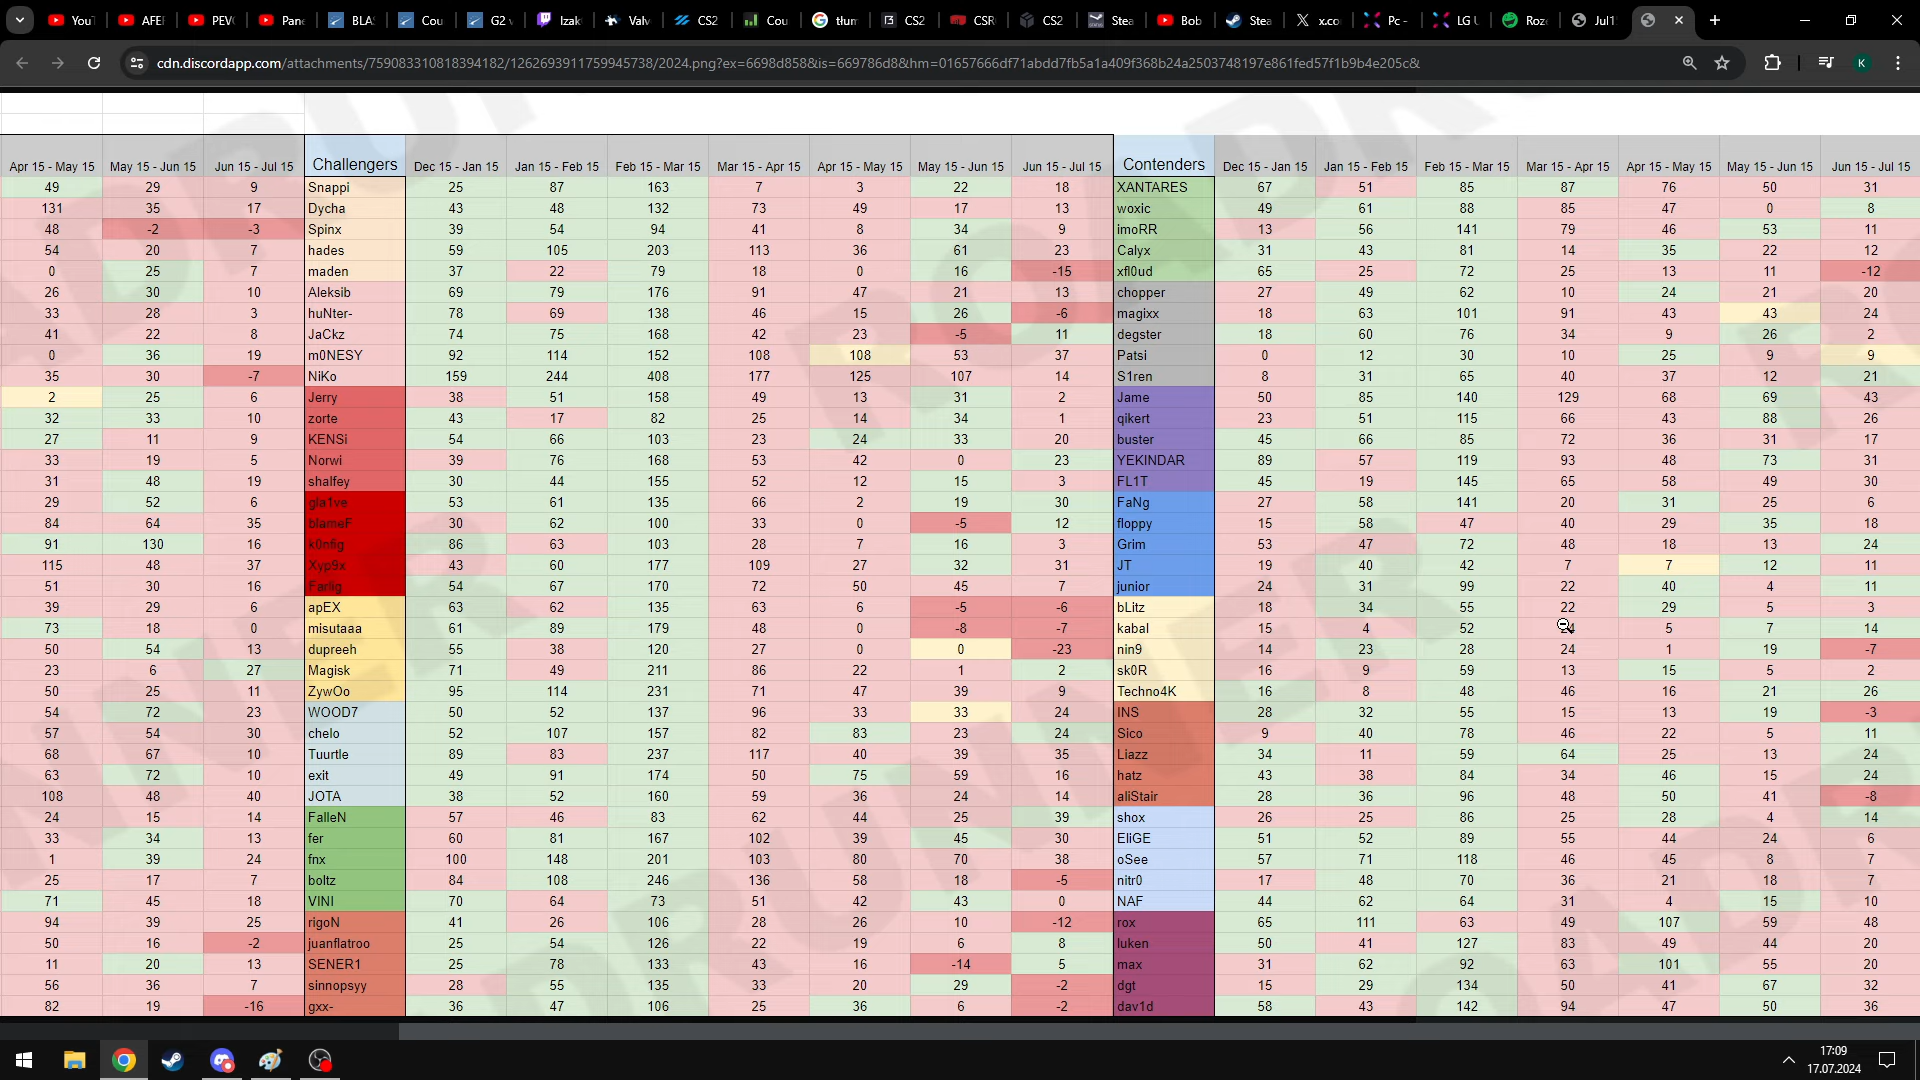 YouT AFEI PEV( Pane BLAS Cou G2 v Izak Valv CS2 Cou tłum CS2 CSR CS2 Stea Bob Stea x.co Pc - LG U Roze Jul1
cdn.discordapp.com/attachments/759083310818394182/1262693911759945738/2024.png?ex=6698d858&is=669786d8&hm=01657666df71abdd7fb5a1a409f368b24a2503748197e861fed57f1b9b4e205c&
K
Apr 15 - May 15 May 15 - Jun 15 Jun 15 - Jul 15 Challengers Dec 15 - Jan 15 Jan 15 - Feb 15 Feb 15 - Mar 15 Mar 15 - Apr 15 Apr 15 - May 15 May 15 - Jun 15 Jun 15 - Jul 15 Contenders Dec 15 - Jan 15 Jan 15 - Feb 15 Feb 15 - Mar 15 Mar 15 - Apr 15 Apr 15 - May 15 May 15 - Jun 15 Jun 15 - Jul 15
49 29 9 Snappi 25 87 163 7 3 22 18 XANTARES 67 51 85 87 76 50 31
131 35 17 Dycha 43 48 132 73 49 17 13 woxic 49 61 88 85 47 0 8
48 -2 -3 Spinx 39 54 94 41 8 34 9 imoRR 13 56 141 79 46 53 11
54 20 7 hades 59 105 203 113 36 61 23 Calyx 31 43 81 14 35 22 12
0 25 7 maden 37 22 79 18 0 16 -15 xfl0ud 65 25 72 25 13 11 -12
26 30 10 Aleksib 69 79 176 91 47 21 13 chopper 27 49 62 10 24 21 20
33 28 3 huNter- 78 69 138 46 15 26 -6 magixx 18 63 101 91 43 43 24
41 22 8 JaCkz 74 75 168 42 23 -5 11 degster 18 60 76 34 9 26 2
0 36 19 m0NESY 92 114 152 108 108 53 37 Patsi 0 12 30 10 25 9 9
35 30 -7 NiKo 159 244 408 177 125 107 14 S1ren 8 31 65 40 37 12 21
2 25 6 Jerry 38 51 158 49 13 31 2 Jame 50 85 140 129 68 69 43
32 33 10 zorte 43 17 82 25 14 34 1 qikert 23 51 115 66 43 88 26
27 11 9 KENSi 54 66 103 23 24 33 20 buster 45 66 85 72 36 31 17
33 19 5 Norwi 39 76 168 53 42 0 23 YEKINDAR 89 57 119 93 48 73 31
31 48 19 shalfey 30 44 155 52 12 15 3 FL1T 45 19 145 65 58 49 30
29 52 6 gla1ve 53 61 135 66 2 19 30 FaNg 27 58 141 20 31 25 6
84 64 35 blameF 30 62 100 33 0 -5 12 floppy 15 58 47 40 29 35 18
91 130 16 k0nfig 86 63 103 28 7 16 3 Grim 53 47 72 48 18 13 24
115 48 37 Xyp9x 43 60 177 109 27 32 31 JT 19 40 42 7 7 12 11
51 30 16 Farlig 54 67 170 72 50 45 7 junior 24 31 99 22 40 4 11
39 29 6 apEX 63 62 135 63 6 -5 -6 bLitz 18 34 55 22 29 5 3
73 18 0 misutaaa 61 89 179 48 0 -8 -7 kabal 15 4 52 24 5 7 14
50 54 13 dupreeh 55 38 120 27 0 0 -23 nin9 14 23 28 24 1 19 -7
23 6 27 Magisk 71 49 211 86 22 1 2 sk0R 16 9 59 13 15 5 2
50 25 11 ZywOo 95 114 231 71 47 39 9 Techno4K 16 8 48 46 16 21 26
54 72 23 WOOD7 50 52 137 96 33 33 24 INS 28 32 55 15 13 19 -3
57 54 30 chelo 52 107 157 82 83 23 24 Sico 9 40 78 46 22 5 11
68 67 10 Tuurtle 89 83 237 117 40 39 35 Liazz 34 11 59 64 25 13 24
63 72 10 exit 49 91 174 50 75 59 16 hatz 43 38 84 34 46 15 24
108 48 40 JOTA 38 52 160 59 36 24 14 aliStair 28 36 96 48 50 41 -8
24 15 14 FalleN 57 46 83 62 44 25 39 shox 26 25 86 25 28 4 14
33 34 13 fer 60 81 167 102 39 45 30 EliGE 51 52 89 55 44 24 6
1 39 24 fnx 100 148 201 103 80 70 38 oSee 57 71 118 46 45 8 7
25 17 7 boltz 84 108 246 136 58 18 -5 nitr0 17 48 70 36 21 18 7
71 45 18 VINI 70 64 73 51 42 43 0 NAF 44 62 64 31 4 15 10
94 39 25 rigoN 41 26 106 28 28 10 -12 rox 65 111 63 49 107 59 48
50 16 -2 juanflatroo 25 54 126 22 19 6 8 luken 50 41 127 83 49 44 20
11 20 13 SENER1 25 78 133 43 16 -14 5 max 31 62 92 63 101 55 20
56 36 7 sinnopsyy 28 55 135 33 20 29 -2 dgt 15 29 134 50 41 67 32
82 19 -16 gxx- 36 47 106 25 36 6 -2 dav1d 58 43 142 94 47 50 36
17:09
17.07.2024